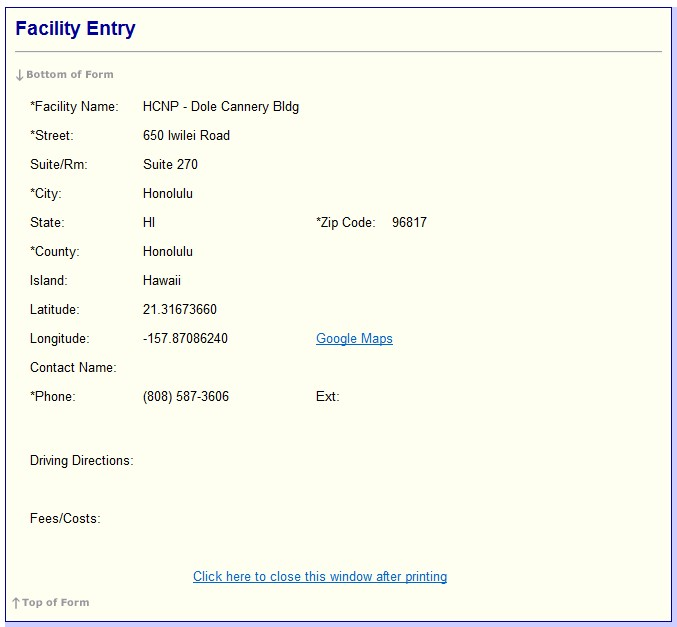 Facility Entry
↓ Bottom of Form
*Facility Name: HCNP - Dole Cannery Bldg
*Street: 650 Iwilei Road
Suite/Rm: Suite 270
*City: Honolulu
State: HI *Zip Code: 96817
*County: Honolulu
Island: Hawaii
Latitude: 21.31673660
Longitude: -157.87086240 Google Maps
Contact Name:
*Phone: (808) 587-3606 Ext:
Driving Directions:
Fees/Costs:
Click here to close this window after printing
↑ Top of Form